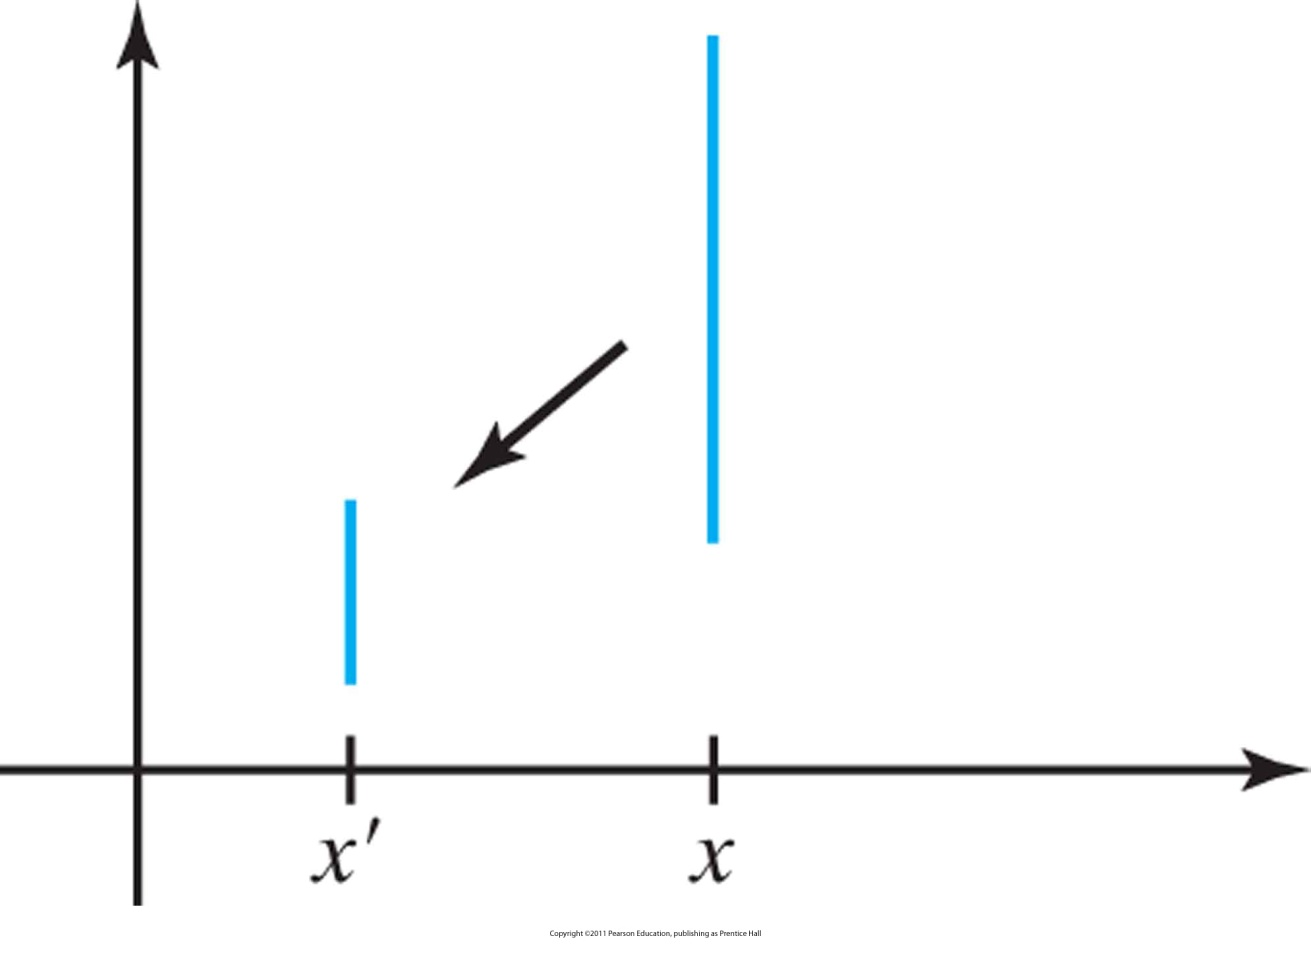 x′ x
Copyright ©2011 Pearson Education, publishing as Prentice Hall